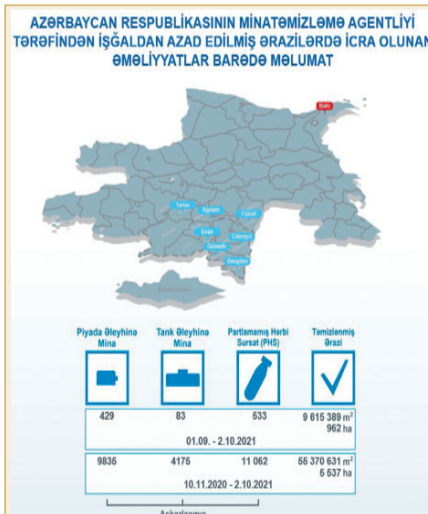 AZƏRBAYCAN RESPUBLİKASININ MİNATƏMİZLƏMƏ AGENTLİYİ
TƏRƏFİNDƏN İŞĞALDAN AZAD EDİLMİŞ ƏRAZİLƏRDƏ İCRA OLUNAN
ƏMƏLİYYATLAR BARƏDƏ MƏLUMAT
Bakı
Tərtər
Ağdam
Füzuli
Şuşa
Cəbrayıl
Qubadlı
Zəngilan
Piyada Əleyhinə Mina
Tank Əleyhinə Mina
Partlamamış Hərbi Sursat (PHS)
Təmizlənmiş Ərazi
429 83 533 9 615 389 m²
962 ha
01.09. - 2.10.2021
9835 4175 11 062 55 370 631 m²
5 537 ha
10.11.2020 - 2.10.2021